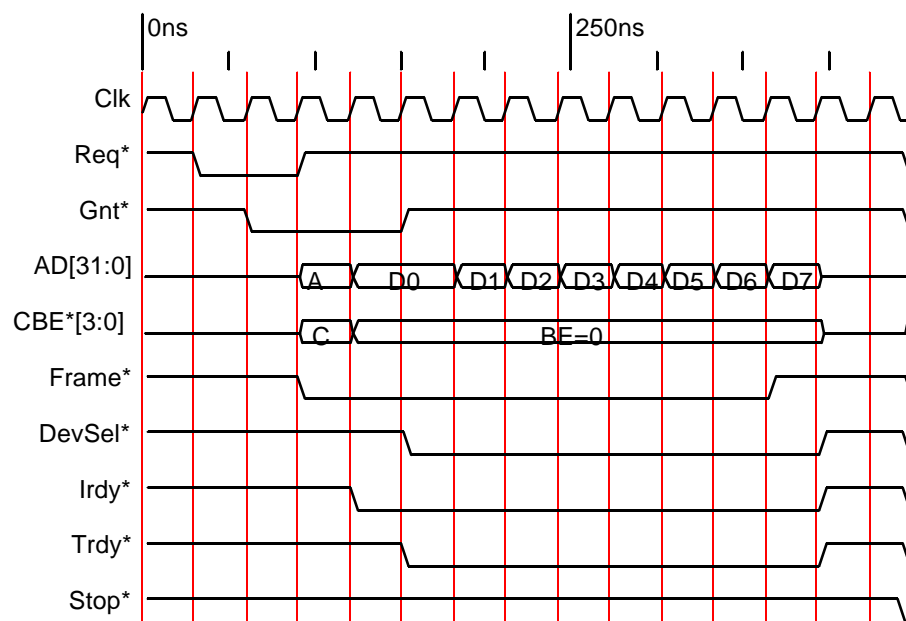 0ns 250ns
Clk
Req*
Gnt*
AD[31:0] A D0 D1 D2 D3 D4 D5 D6 D7
CBE*[3:0] C BE=0
Frame*
DevSel*
Irdy*
Trdy*
Stop*